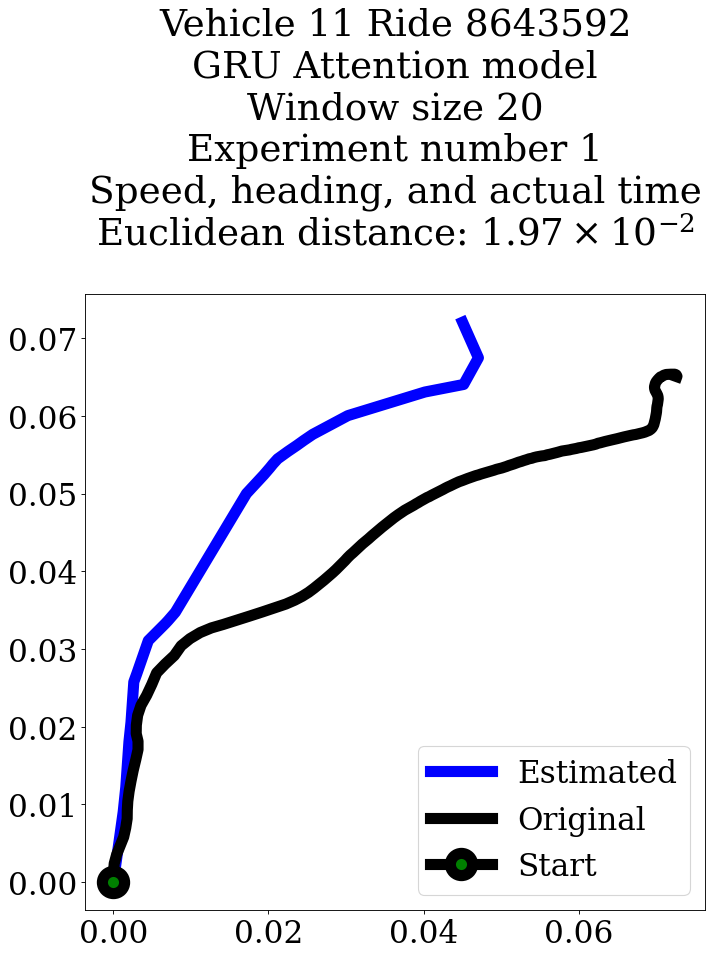 Vehicle 11 Ride 8643592
GRU Attention model
Window size 20
Experiment number 1
Speed, heading, and actual time
Euclidean distance: 1.97 × 10⁻²
0.07
0.06
0.05
0.04
0.03
0.02
0.01
0.00
Estimated
Original
Start
0.00 0.02 0.04 0.06